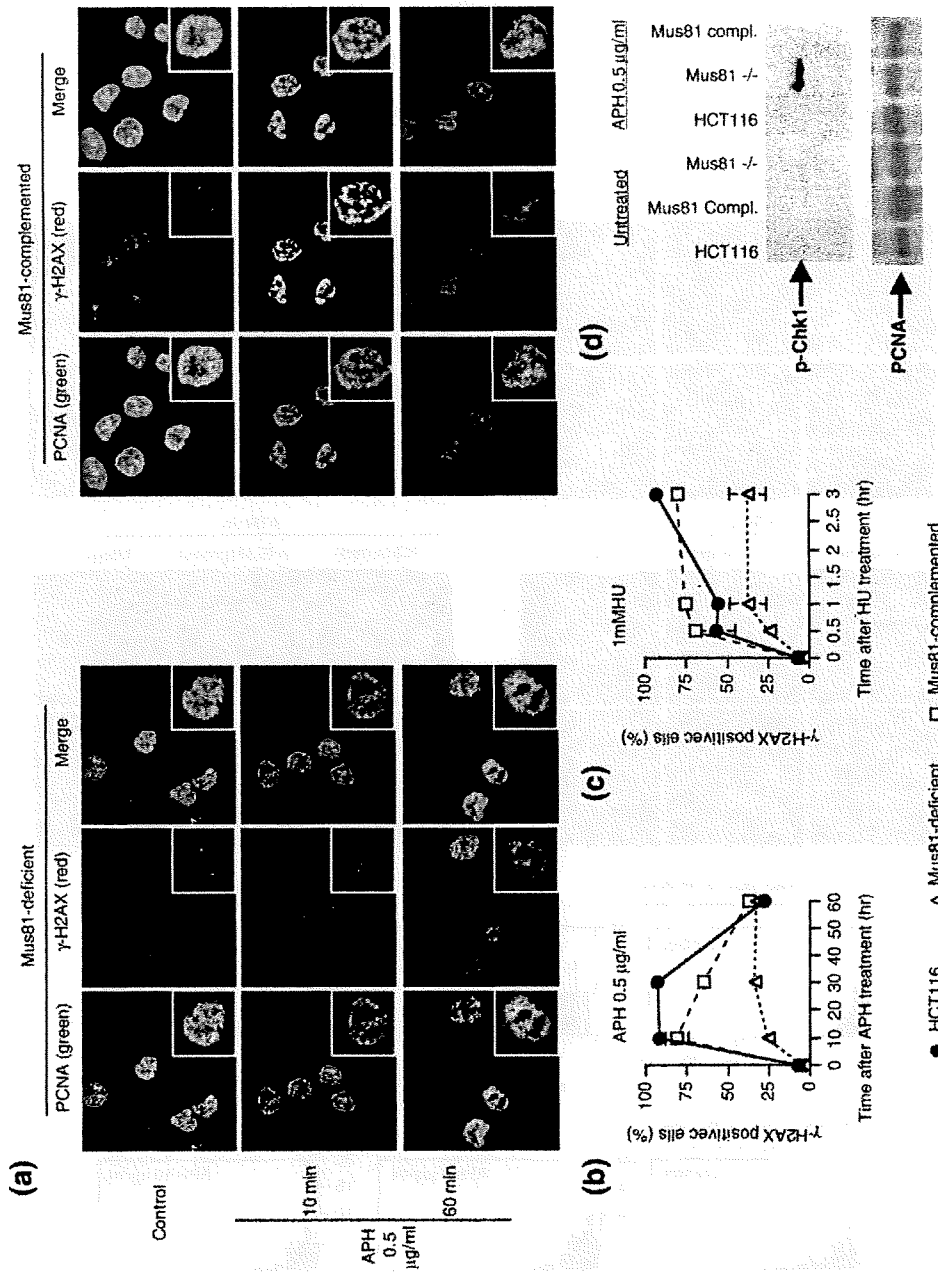 (a)
Mus81-deficient
PCNA (green)
γ-H2AX (red)
Merge
Mus81-complemented
PCNA (green)
γ-H2AX (red)
Merge
Control
APH
0.5
µg/ml
10 min
60 min
(b)
APH 0.5 µg/ml
γ-H2AX positivec ells (%)
100
75
50
25
0
0 10 20 30 40 50 60
Time after APH treatment (hr)
(c)
1mMHU
γ-H2AX positivec ells (%)
100
75
50
25
0
0 0.5 1 1.5 2 2.5 3
Time after HU treatment (hr)
HCT116
Mus81-deficient
Mus81-complemented
(d)
Untreated
APH 0.5 µg/ml
HCT116
Mus81 Compl.
Mus81 -/-
HCT116
Mus81 -/-
Mus81 compl.
p-Chk1
PCNA